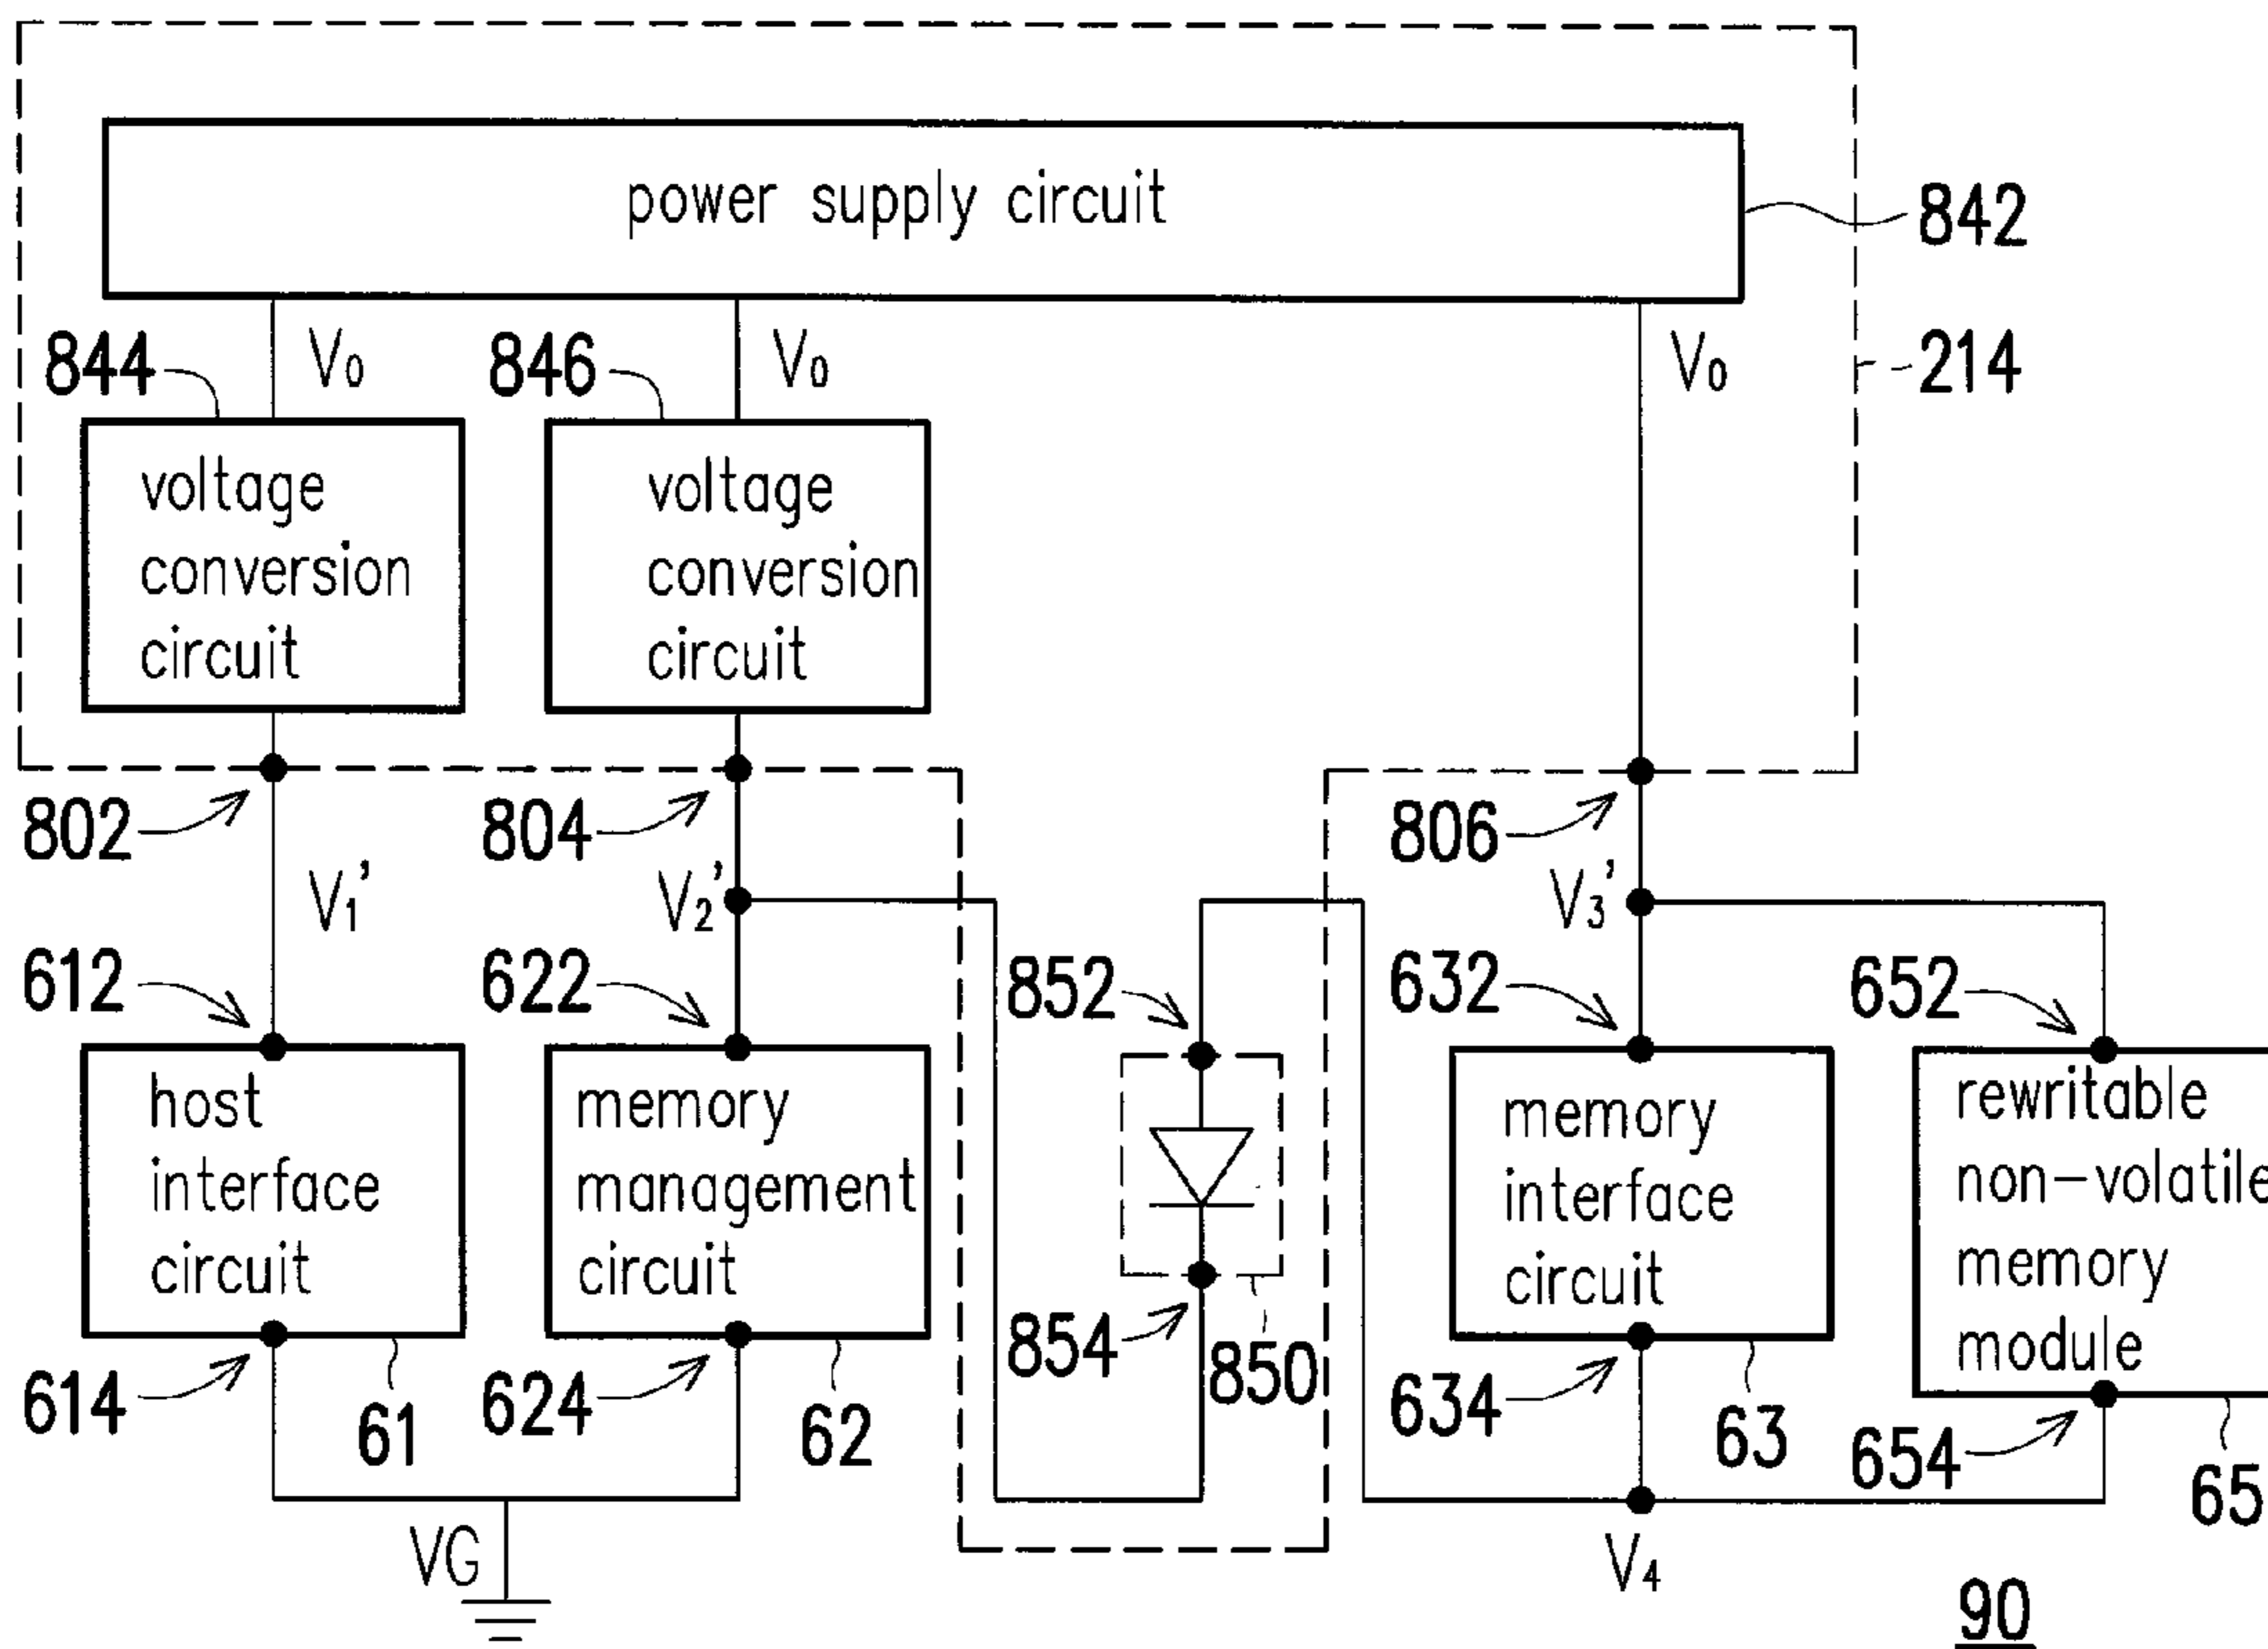 power supply circuit
842
844
V0
846
V0
V0
214
voltage
conversion
circuit
voltage
conversion
circuit
802
804
806
V1'
V2'
V3'
612
622
852
632
652
host
interface
circuit
memory
management
circuit
memory
interface
circuit
rewritable
non-volatile
memory
module
614
61
624
62
854
850
634
63
654
65
VG
V4
90